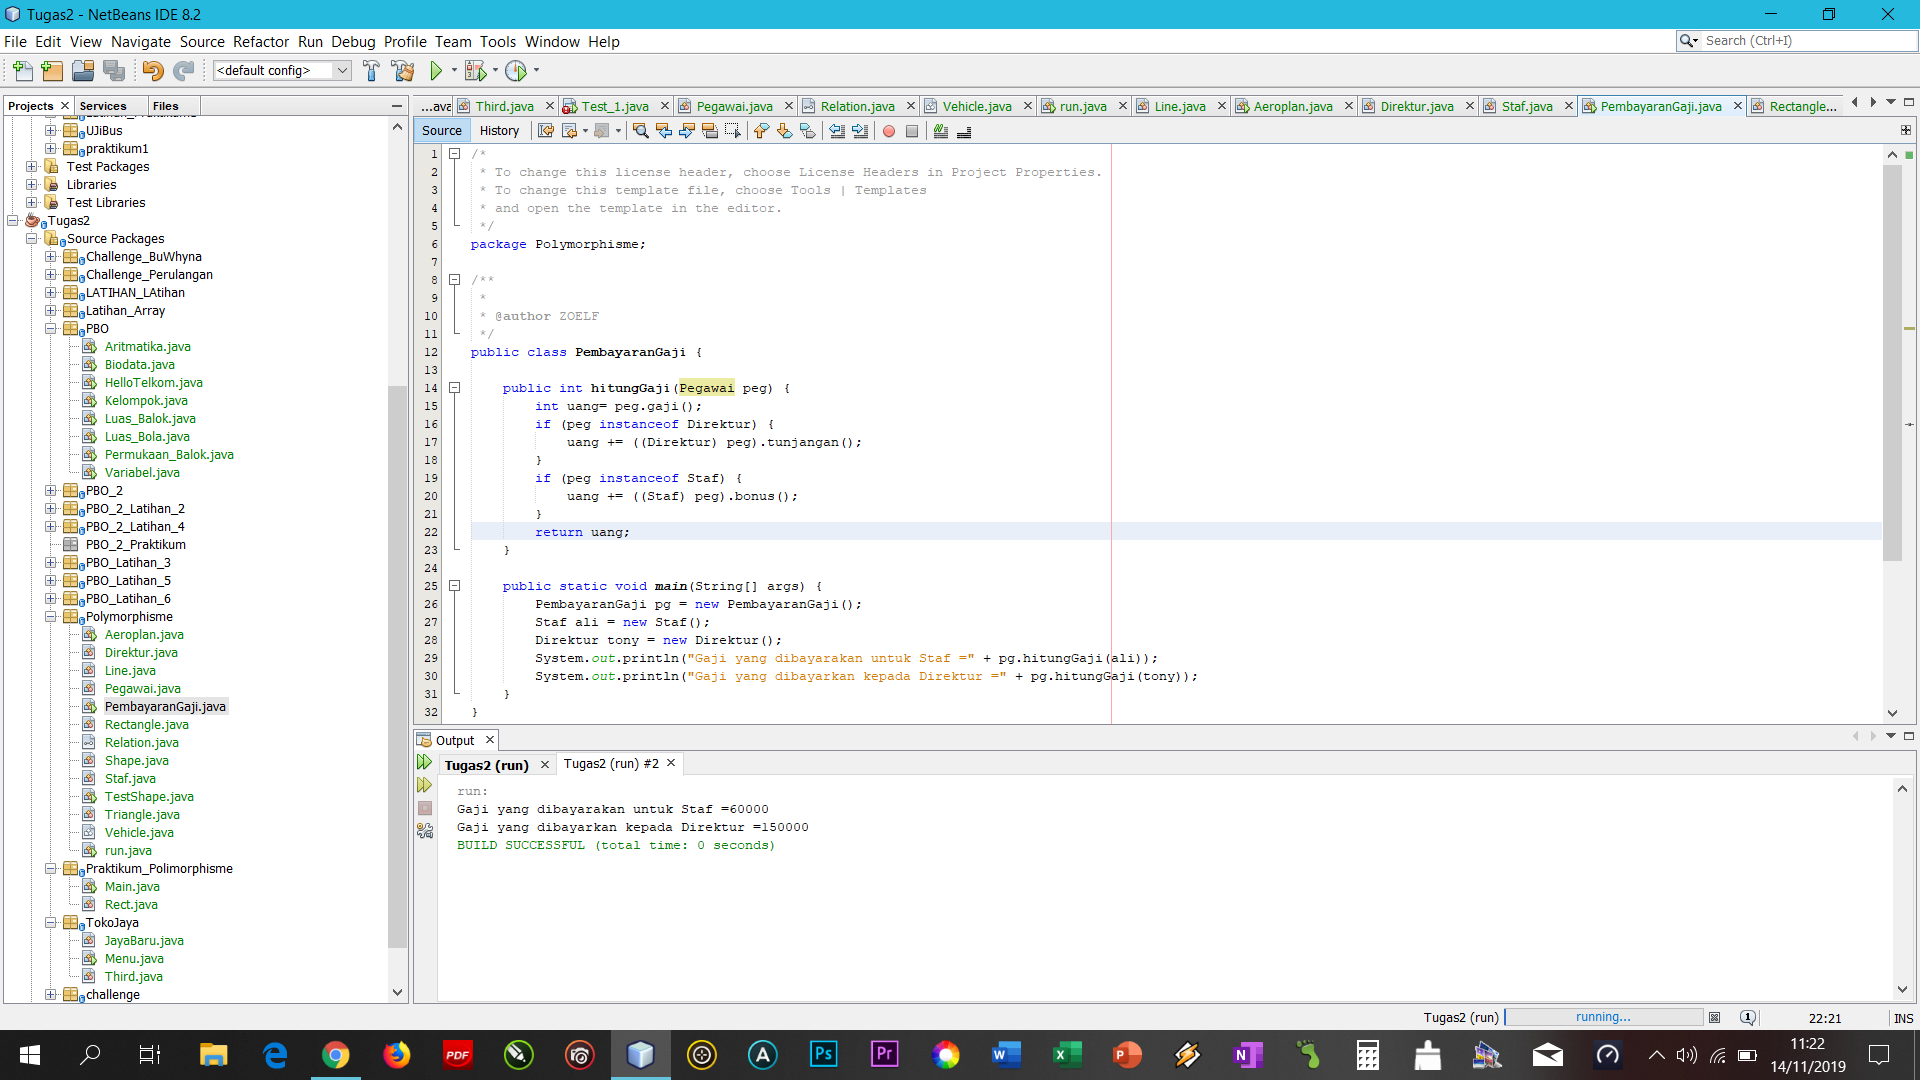 Tugas2 - NetBeans IDE 8.2
File Edit View Navigate Source Refactor Run Debug Profile Team Tools Window Help
Search (Ctrl+I)
<default config>
Projects Services Files
UJiBus
praktikum1
Test Packages
Libraries
Test Libraries
Tugas2
Source Packages
Challenge_BuWhyna
Challenge_Perulangan
LATIHAN_LAtihan
Latihan_Array
PBO
Aritmatika.java
Biodata.java
HelloTelkom.java
Kelompok.java
Luas_Balok.java
Luas_Bola.java
Permukaan_Balok.java
Variabel.java
PBO_2
PBO_2_Latihan_2
PBO_2_Latihan_4
PBO_2_Praktikum
PBO_Latihan_3
PBO_Latihan_5
PBO_Latihan_6
Polymorphisme
Aeroplan.java
Direktur.java
Line.java
Pegawai.java
PembayaranGaji.java
Rectangle.java
Relation.java
Shape.java
Staf.java
TestShape.java
Triangle.java
Vehicle.java
run.java
Praktikum_Polimorphisme
Main.java
Rect.java
TokoJaya
JayaBaru.java
Menu.java
Third.java
challenge
...ava Third.java Test_1.java Pegawai.java Relation.java Vehicle.java run.java Line.java Aeroplan.java Direktur.java Staf.java PembayaranGaji.java Rectangle...
Source History
1 /*
2 * To change this license header, choose License Headers in Project Properties.
3 * To change this template file, choose Tools | Templates
4 * and open the template in the editor.
5 */
6 package Polymorphisme;
7
8 /**
9 *
10 * @author ZOELF
11 */
12 public class PembayaranGaji {
13
14 public int hitungGaji(Pegawai peg) {
15 int uang= peg.gaji();
16 if (peg instanceof Direktur) {
17 uang += ((Direktur) peg).tunjangan();
18 }
19 if (peg instanceof Staf) {
20 uang += ((Staf) peg).bonus();
21 }
22 return uang;
23 }
24
25 public static void main(String[] args) {
26 PembayaranGaji pg = new PembayaranGaji();
27 Staf ali = new Staf();
28 Direktur tony = new Direktur();
29 System.out.println("Gaji yang dibayarakan untuk Staf =" + pg.hitungGaji(ali));
30 System.out.println("Gaji yang dibayarkan kepada Direktur =" + pg.hitungGaji(tony));
31 }
32 }
Output
Tugas2 (run) Tugas2 (run) #2
run:
Gaji yang dibayarakan untuk Staf =60000
Gaji yang dibayarkan kepada Direktur =150000
BUILD SUCCESSFUL (total time: 0 seconds)
Tugas2 (run) running... 1 22:21 INS
PDF Ps Pr
11:22
14/11/2019